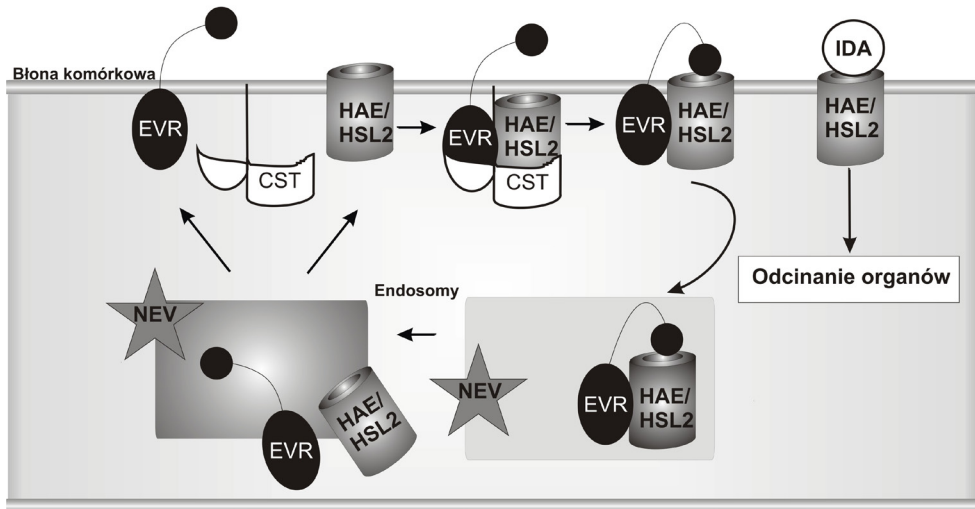 IDA
Błona komórkowa
EVR
CST
HAE/
HSL2
EVR
HAE/
HSL2
CST
EVR
HAE/
HSL2
HAE/
HSL2
Odcinanie organów
Endosomy
NEV
EVR
HAE/
HSL2
NEV
EVR
HAE/
HSL2